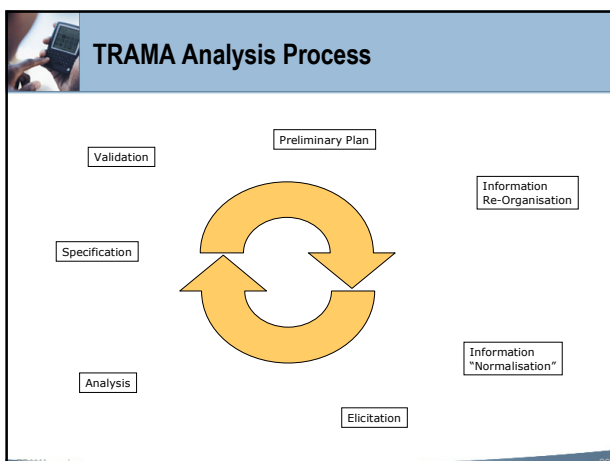 TRAMA Analysis Process
Preliminary Plan
Validation
Information
Re-Organisation
Specification
Information
“Normalisation”
Analysis
Elicitation